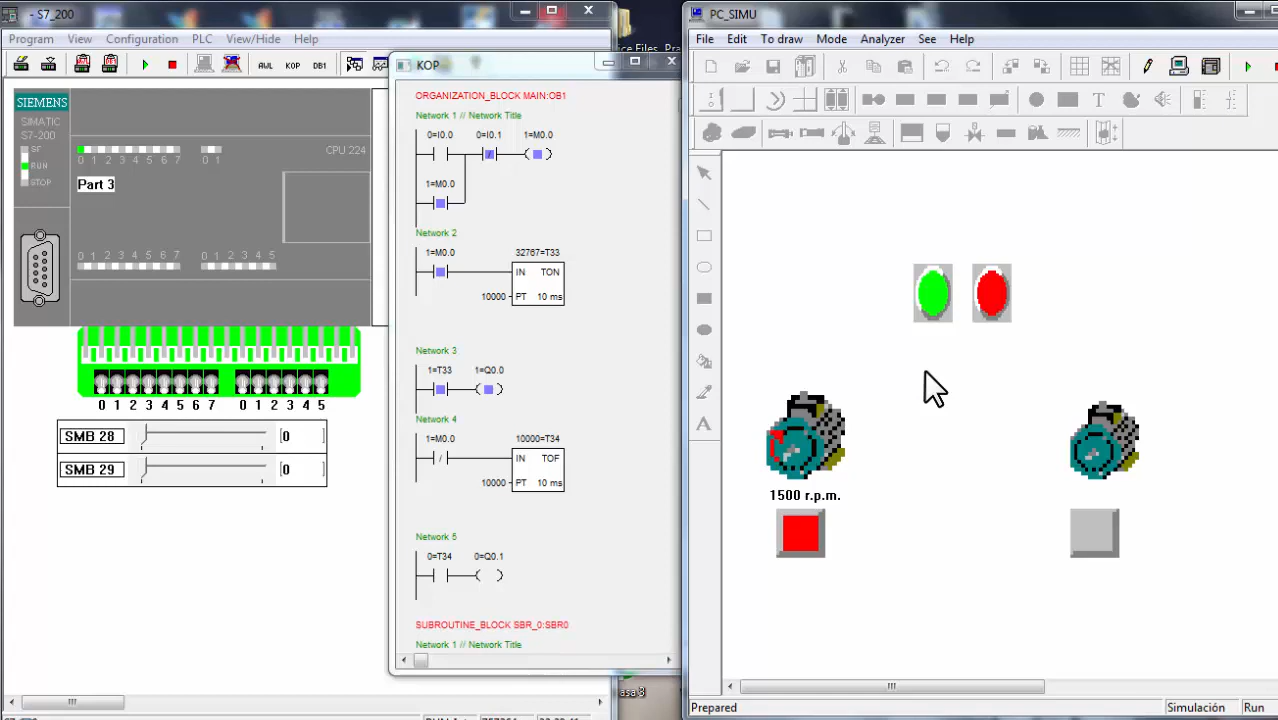 - S7_200
Program View Configuration PLC View/Hide Help
AWL KOP DB1
SIEMENS
SIMATIC
S7-200
SF
RUN
STOP
0 1 2 3 4 5 6 7 0 1
CPU 224
Part 3
0 1 2 3 4 5 6 7 0 1 2 3 4 5
0 1 2 3 4 5 6 7 0 1 2 3 4 5
SMB 28 [0 ]
SMB 29 [0 ]
KOP
ORGANIZATION_BLOCK MAIN:OB1
Network 1 // Network Title
0=I0.0 0=I0.1 1=M0.0
1=M0.0
Network 2
1=M0.0 32767=T33
IN TON
10000 PT 10 ms
Network 3
1=T33 1=Q0.0
Network 4
1=M0.0 10000=T34
IN TOF
10000 PT 10 ms
Network 5
0=T34 0=Q0.1
SUBROUTINE_BLOCK SBR_0:SBR0
Network 1 // Network Title
PC_SIMU
File Edit To draw Mode Analyzer See Help
T
A
1500 r.p.m.
Prepared
Simulación Run